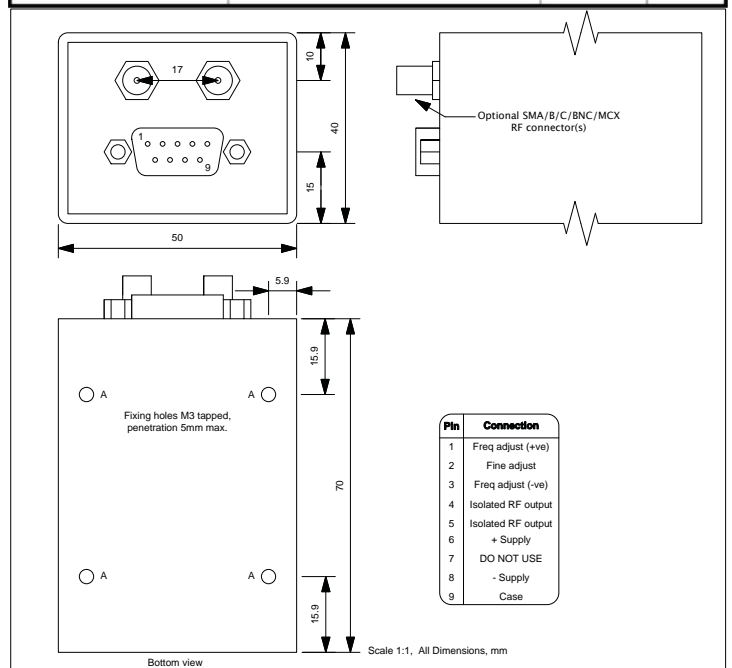 17
10
40
15
50
1
9
Optional SMA/B/C/BNC/MCX
RF connector(s)
5.9
15.9
A
A
Fixing holes M3 tapped,
penetration 5mm max.
70
A
A
15.9
Bottom view
Pin Connection
1 Freq adjust (+ve)
2 Fine adjust
3 Freq adjust (-ve)
4 Isolated RF output
5 Isolated RF output
6 + Supply
7 DO NOT USE
8 - Supply
9 Case
Scale 1:1, All Dimensions, mm